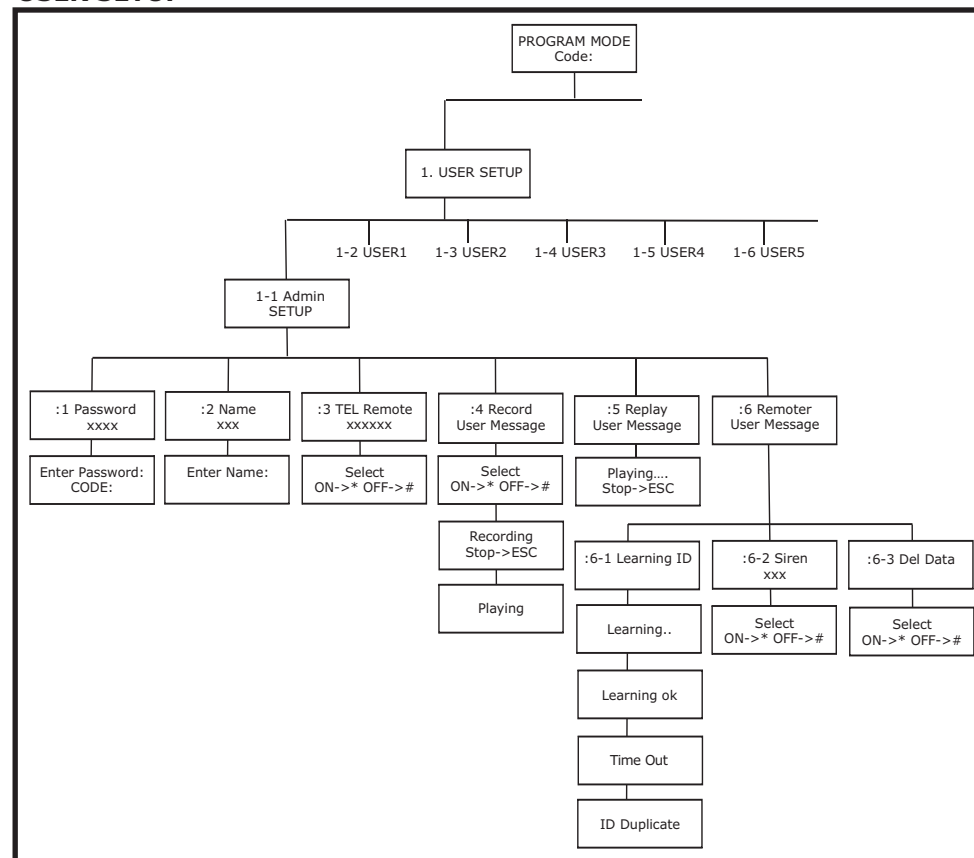 PROGRAM MODE
Code:
1. USER SETUP
1-2 USER1
1-3 USER2
1-4 USER3
1-5 USER4
1-6 USER5
1-1 Admin
SETUP
:1 Password
xxxx
:2 Name
xxx
:3 TEL Remote
xxxxxx
:4 Record
User Message
:5 Replay
User Message
:6 Remoter
User Message
Enter Password:
CODE:
Enter Name:
Select
ON->* OFF->#
Select
ON->* OFF->#
Playing....
Stop->ESC
Recording
Stop->ESC
Playing
:6-1 Learning ID
:6-2 Siren
xxx
:6-3 Del Data
Learning..
Select
ON->* OFF->#
Select
ON->* OFF->#
Learning ok
Time Out
ID Duplicate